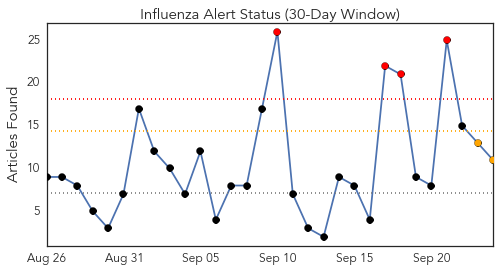 Influenza Alert Status (30-Day Window)
Articles Found
25
20
15
10
5
Aug 26 Aug 31 Sep 05 Sep 10 Sep 15 Sep 20